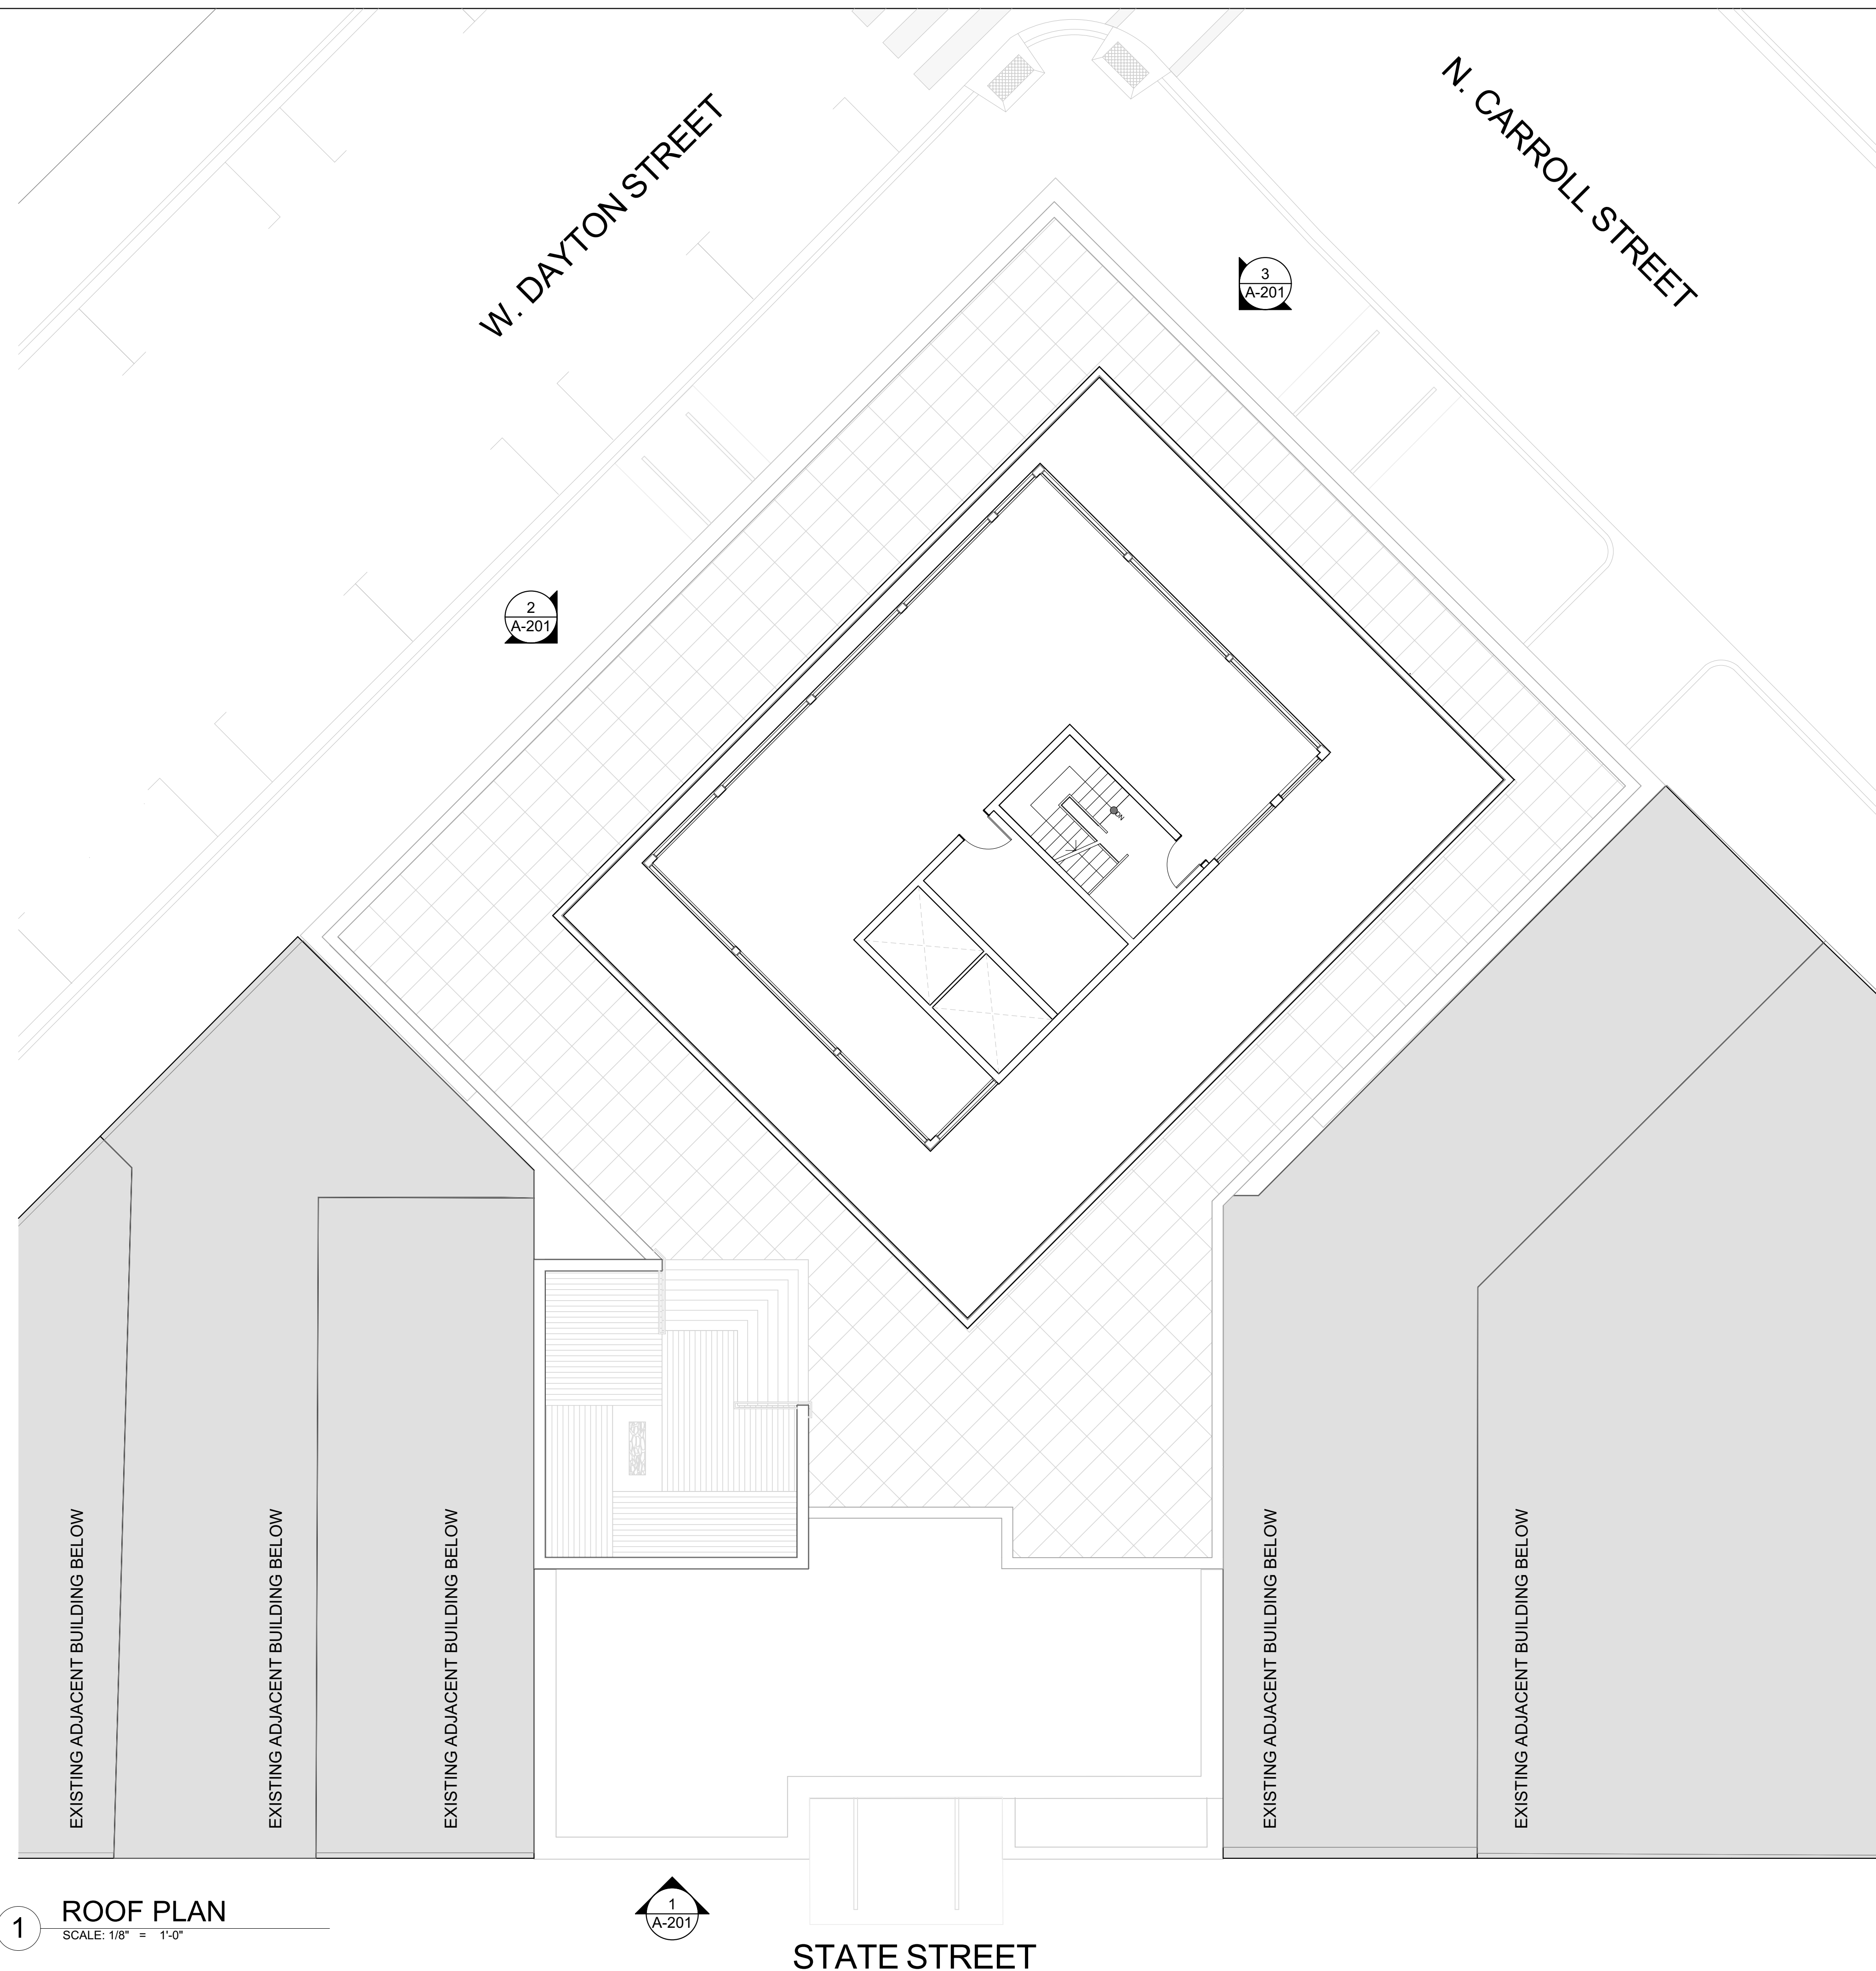 W. DAYTON STREET
N. CARROLL STREET
3
A-201
2
A-201
DN
EXISTING ADJACENT BUILDING BELOW
EXISTING ADJACENT BUILDING BELOW
EXISTING ADJACENT BUILDING BELOW
EXISTING ADJACENT BUILDING BELOW
EXISTING ADJACENT BUILDING BELOW
1
ROOF PLAN
SCALE: 1/8" = 1'-0"
1
A-201
STATE STREET